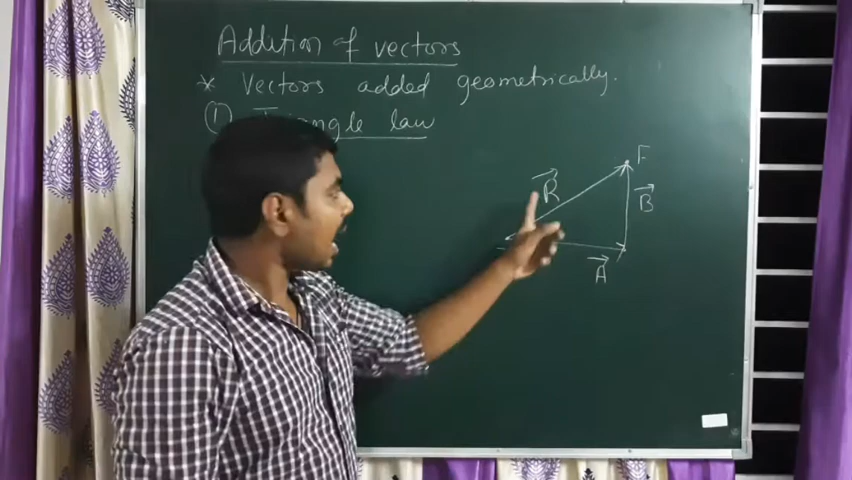 Addition of vectors
* Vectors added geometrically.
① Triangle law
F
R
B
A